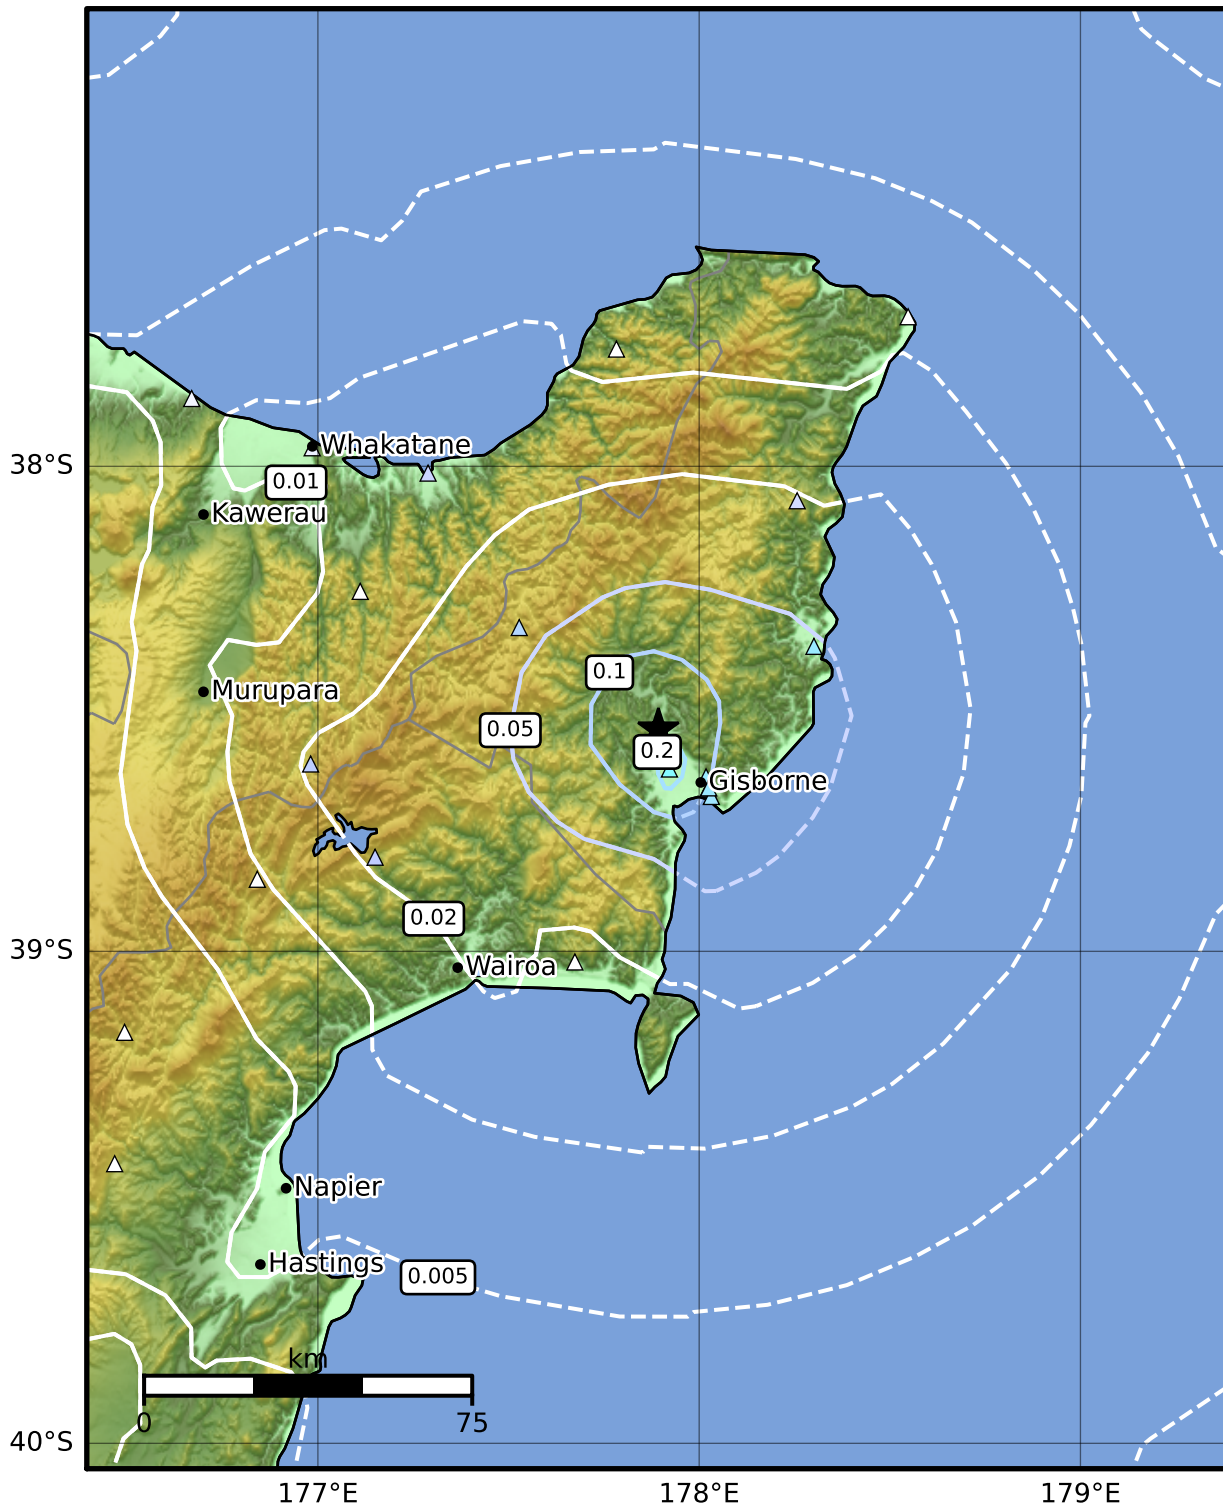 Whakatane
38°S
0.01
Kawerau
0.1
Murupara
0.05
0.2
Gisborne
0.02
39°S
Wairoa
Napier
Hastings
0.005
km
0
75
40°S
177°E
178°E
179°E